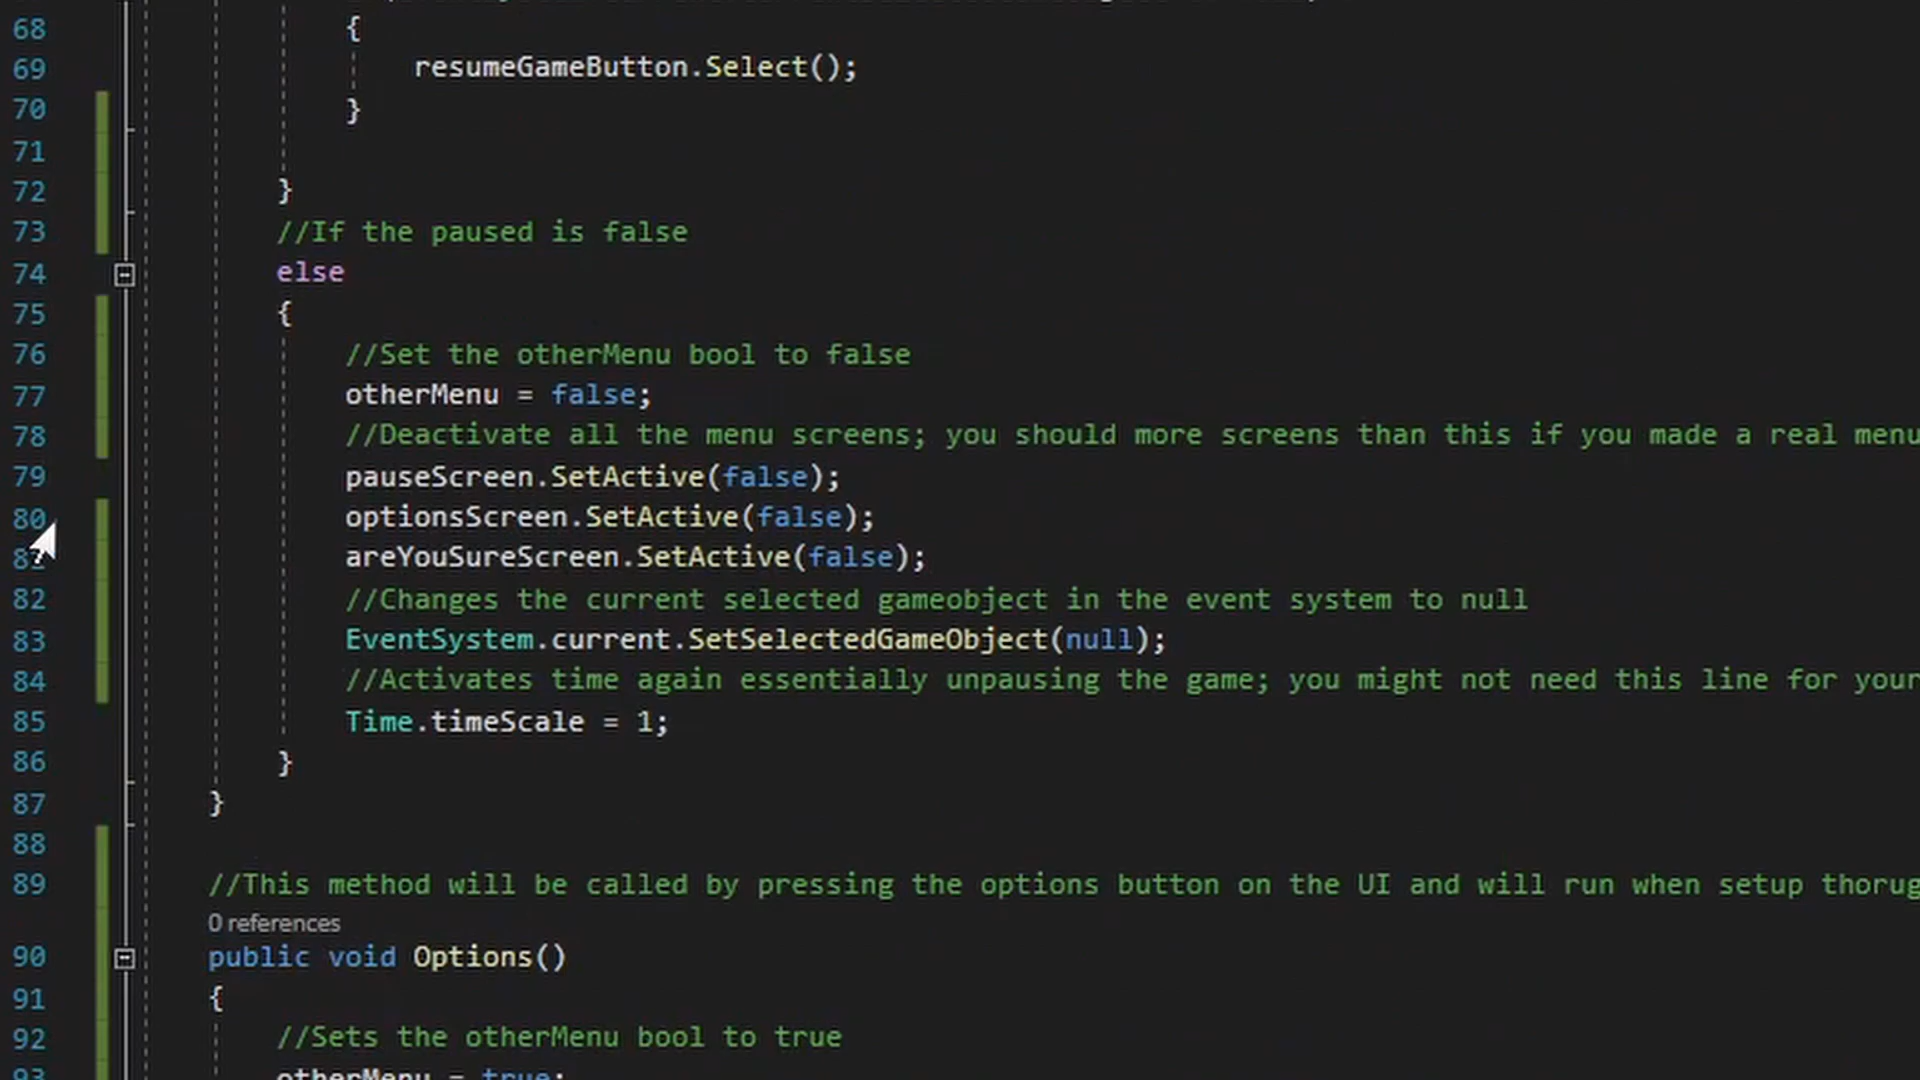 68 {
69 resumeGameButton.Select();
70 }
71
72 }
73 //If the paused is false
74 else
75 {
76 //Set the otherMenu bool to false
77 otherMenu = false;
78 //Deactivate all the menu screens; you should more screens than this if you made a real menu
79 pauseScreen.SetActive(false);
80 optionsScreen.SetActive(false);
areYouSureScreen.SetActive(false);
82 //Changes the current selected gameobject in the event system to null
83 EventSystem.current.SetSelectedGameObject(null);
84 //Activates time again essentially unpausing the game; you might not need this line for your
85 Time.timeScale = 1;
86 }
87 }
88
89 //This method will be called by pressing the options button on the UI and will run when setup thorug
0 references
90 public void Options()
91 {
92 //Sets the otherMenu bool to true
93 otherMenu = true;